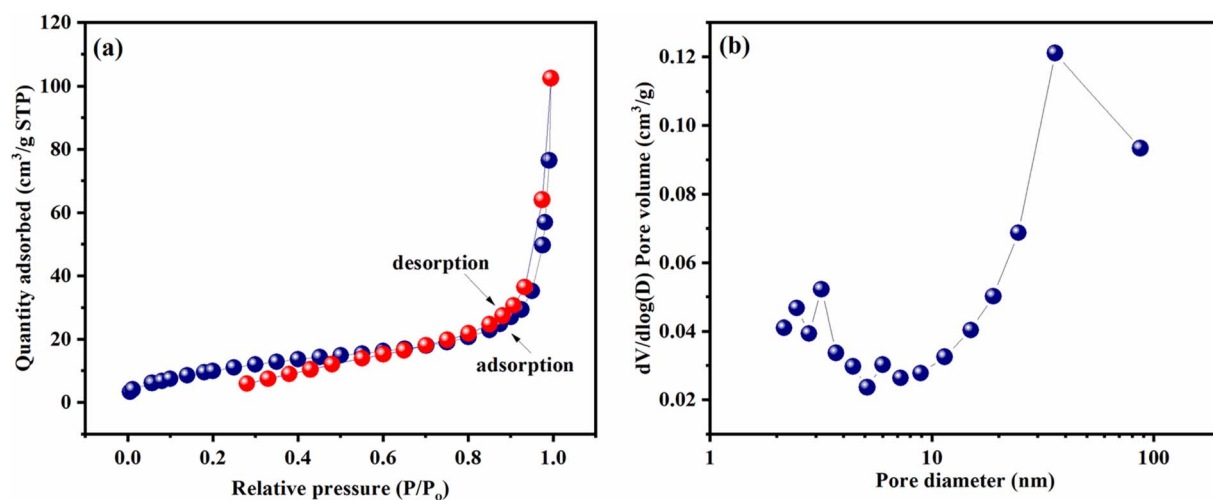 (a)
Quantity adsorbed (cm³/g STP)
120
100
80
60
40
20
0
desorption
adsorption
0.0 0.2 0.4 0.6 0.8 1.0
Relative pressure (P/Pₒ)
(b)
dV/dlog(D) Pore volume (cm³/g)
0.12
0.10
0.08
0.06
0.04
0.02
1 10 100
Pore diameter (nm)